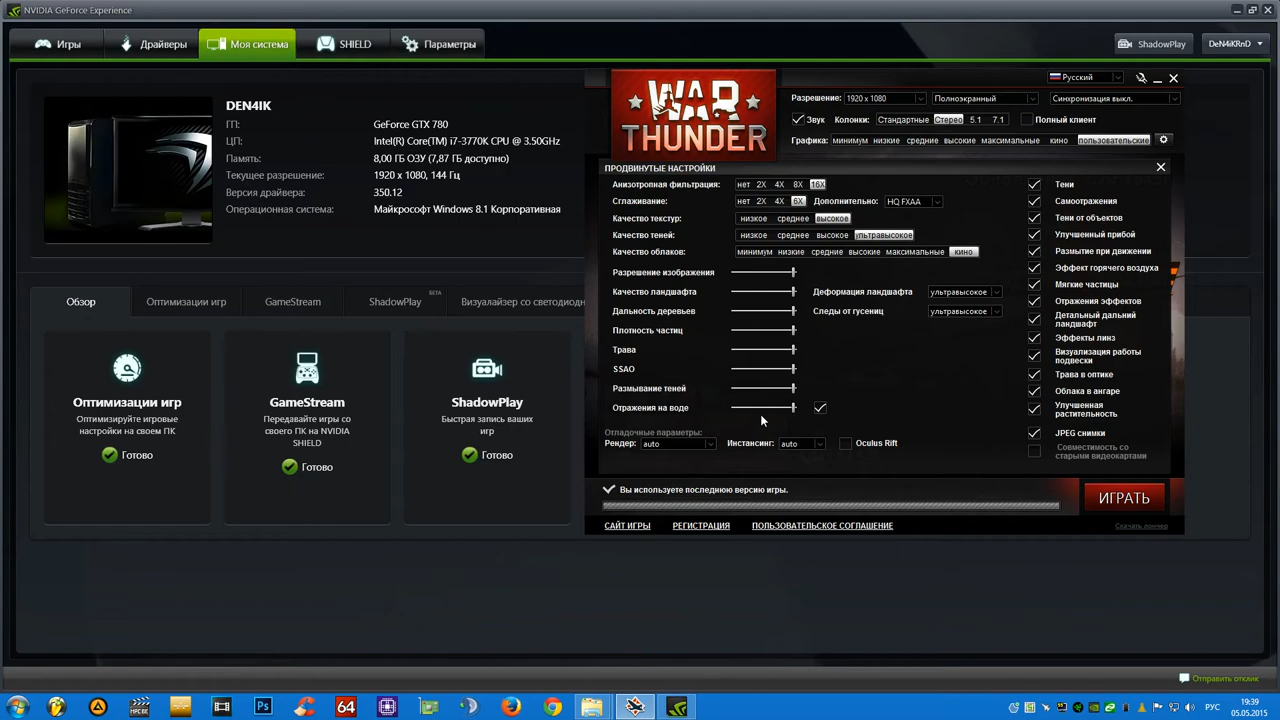 NVIDIA GeForce Experience
Игры
Драйверы
Моя система
SHIELD
Параметры
ShadowPlay
DeN4iKRnD
DEN4IK
ГП:
GeForce GTX 780
ЦП:
Intel(R) Core(TM) i7-3770K CPU @ 3.50GHz
Память:
8,00 ГБ ОЗУ (7,87 ГБ доступно)
Текущее разрешение:
1920 x 1080, 144 Гц
Версия драйвера:
350.12
Операционная система:
Майкрософт Windows 8.1 Корпоративная
Обзор
Оптимизации игр
GameStream
ShadowPlay
BETA
Визуалайзер со светодиодн
Оптимизации игр
Оптимизируйте игровые
настройки на своем ПК
Готово
GameStream
Передавайте игры со
своего ПК на NVIDIA
SHIELD
Готово
ShadowPlay
Быстрая запись ваших
игр
Готово
WAR
THUNDER
Русский
Разрешение: 1920 x 1080 Полноэкранный Синхронизация выкл.
Звук Колонки: Стандартные Стерео 5.1 7.1 Полный клиент
Графика: минимум низкие средние высокие максимальные кино пользовательские
ПРОДВИНУТЫЕ НАСТРОЙКИ
Анизотропная фильтрация: нет 2X 4X 8X 16X
Сглаживание: нет 2X 4X 6X Дополнительно: HQ FXAA
Качество текстур: низкое среднее высокое
Качество теней: низкое среднее высокое ультравысокое
Качество облаков: минимум низкие средние высокие максимальные кино
Разрешение изображения
Качество ландшафта Деформация ландшафта ультравысокое
Дальность деревьев Следы от гусениц ультравысокое
Плотность частиц
Трава
SSAO
Размывание теней
Отражения на воде
Отладочные параметры:
Рендер: auto Инстансинг: auto Oculus Rift
Тени
Самоотражения
Тени от объектов
Улучшенный прибой
Размытие при движении
Эффект горячего воздуха
Мягкие частицы
Отражения эффектов
Детальный дальний
ландшафт
Эффекты линз
Визуализация работы
подвески
Трава в оптике
Облака в ангаре
Улучшенная
растительность
JPEG снимки
Совместимость со
старыми видеокартами
Вы используете последнюю версию игры.
ИГРАТЬ
САЙТ ИГРЫ РЕГИСТРАЦИЯ ПОЛЬЗОВАТЕЛЬСКОЕ СОГЛАШЕНИЕ
Скачать лончер
Отправить отклик
Ps
64
РУС
19:39
05.05.2015